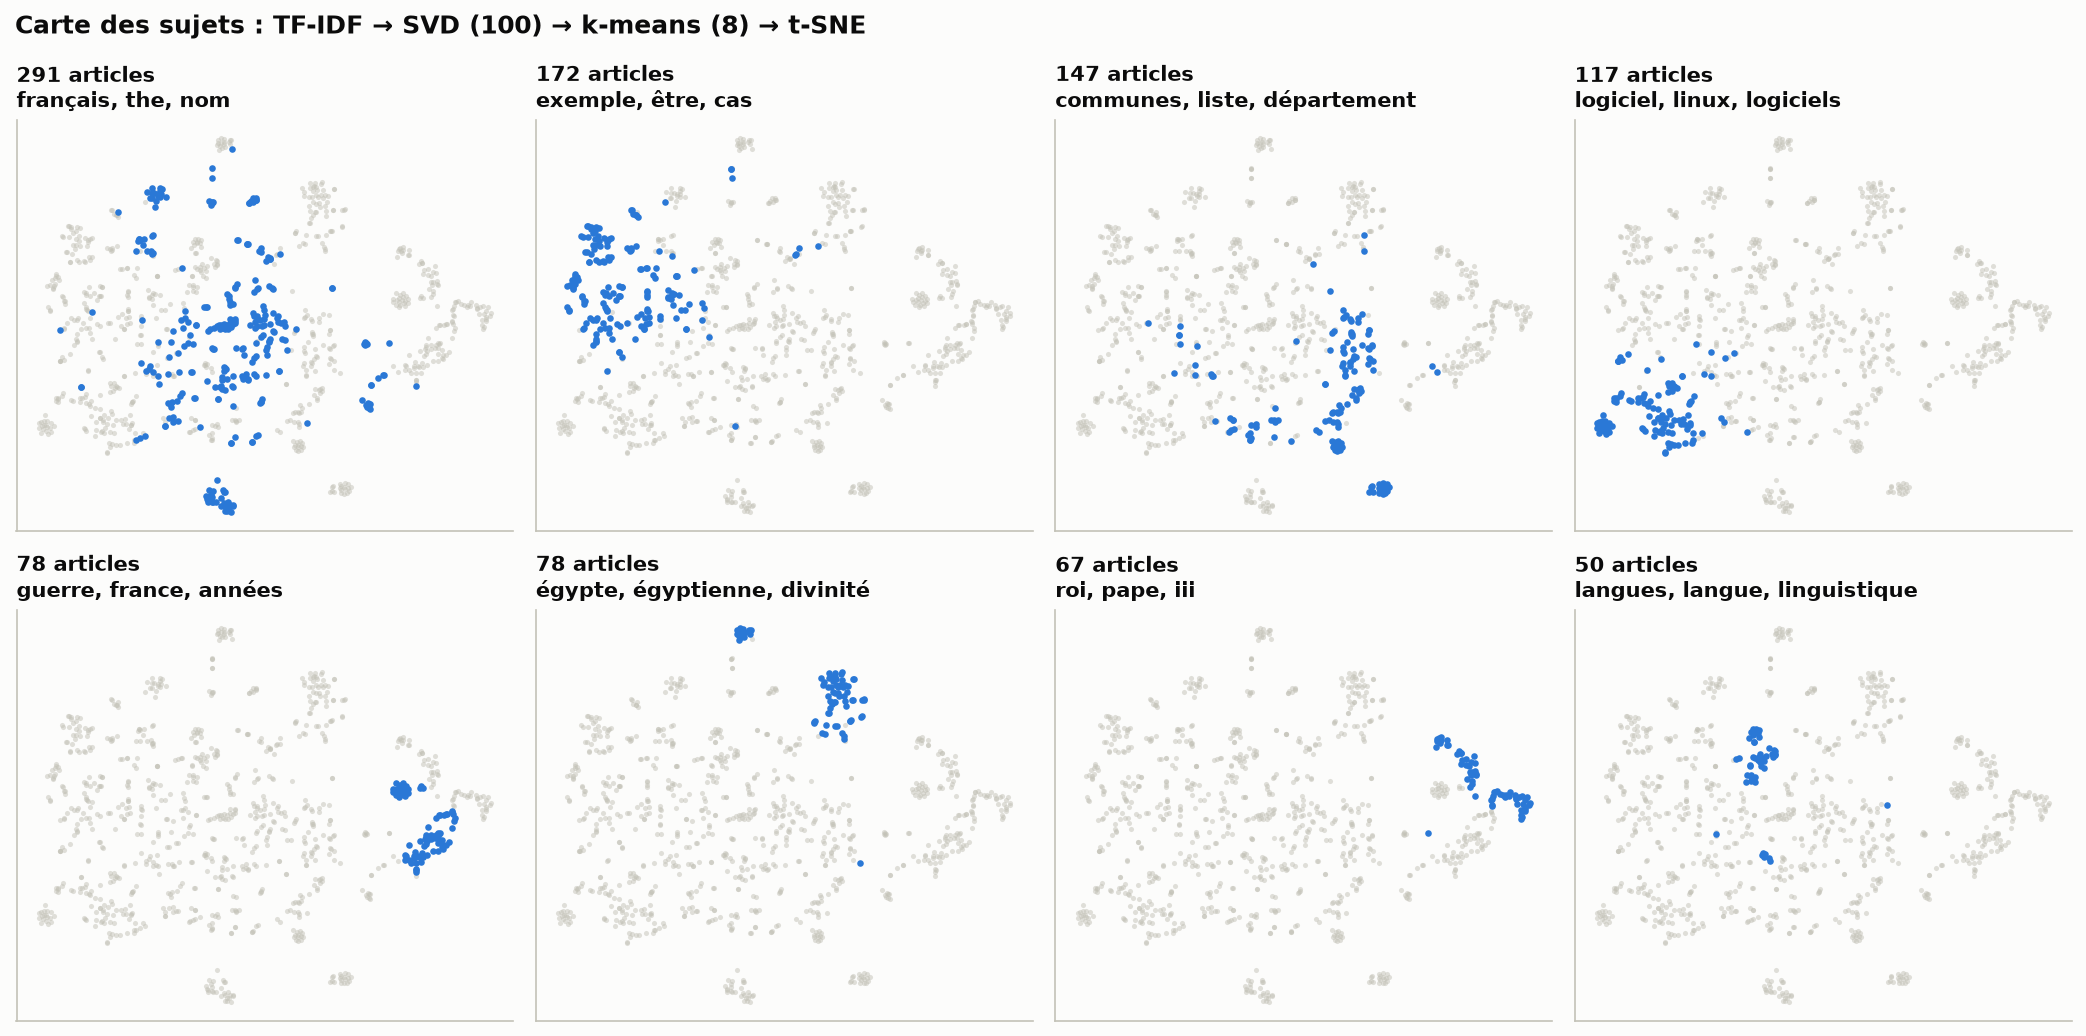 Carte des sujets : TF-IDF → SVD (100) → k-means (8) → t-SNE
291 articles
français, the, nom
172 articles
exemple, être, cas
147 articles
communes, liste, département
117 articles
logiciel, linux, logiciels
78 articles
guerre, france, années
78 articles
égypte, égyptienne, divinité
67 articles
roi, pape, iii
50 articles
langues, langue, linguistique